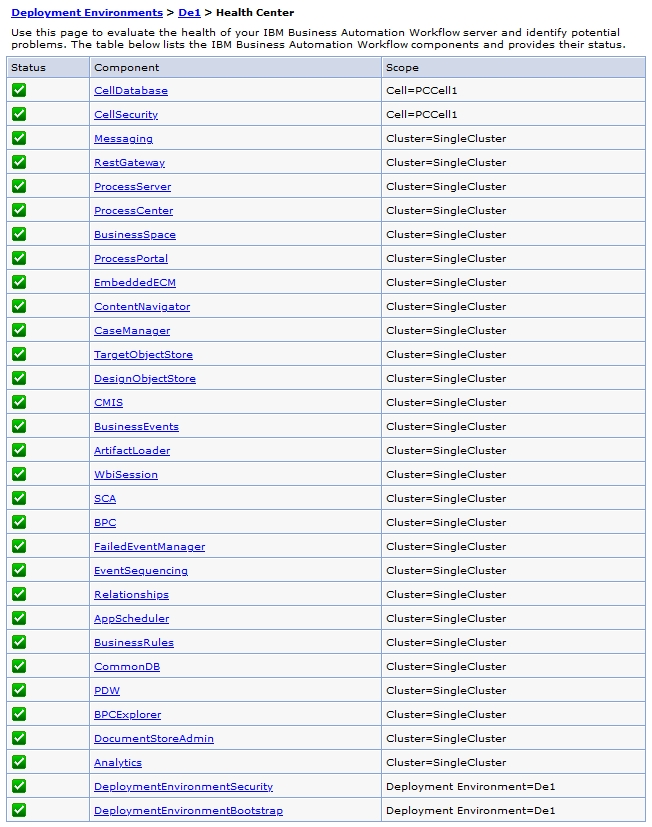 Deployment Environments > De1 > Health Center
Use this page to evaluate the health of your IBM Business Automation Workflow server and identify potential
problems. The table below lists the IBM Business Automation Workflow components and provides their status.
Status Component Scope
CellDatabase Cell=PCCell1
CellSecurity Cell=PCCell1
Messaging Cluster=SingleCluster
RestGateway Cluster=SingleCluster
ProcessServer Cluster=SingleCluster
ProcessCenter Cluster=SingleCluster
BusinessSpace Cluster=SingleCluster
ProcessPortal Cluster=SingleCluster
EmbeddedECM Cluster=SingleCluster
ContentNavigator Cluster=SingleCluster
CaseManager Cluster=SingleCluster
TargetObjectStore Cluster=SingleCluster
DesignObjectStore Cluster=SingleCluster
CMIS Cluster=SingleCluster
BusinessEvents Cluster=SingleCluster
ArtifactLoader Cluster=SingleCluster
WbiSession Cluster=SingleCluster
SCA Cluster=SingleCluster
BPC Cluster=SingleCluster
FailedEventManager Cluster=SingleCluster
EventSequencing Cluster=SingleCluster
Relationships Cluster=SingleCluster
AppScheduler Cluster=SingleCluster
BusinessRules Cluster=SingleCluster
CommonDB Cluster=SingleCluster
PDW Cluster=SingleCluster
BPCExplorer Cluster=SingleCluster
DocumentStoreAdmin Cluster=SingleCluster
Analytics Cluster=SingleCluster
DeploymentEnvironmentSecurity Deployment Environment=De1
DeploymentEnvironmentBootstrap Deployment Environment=De1